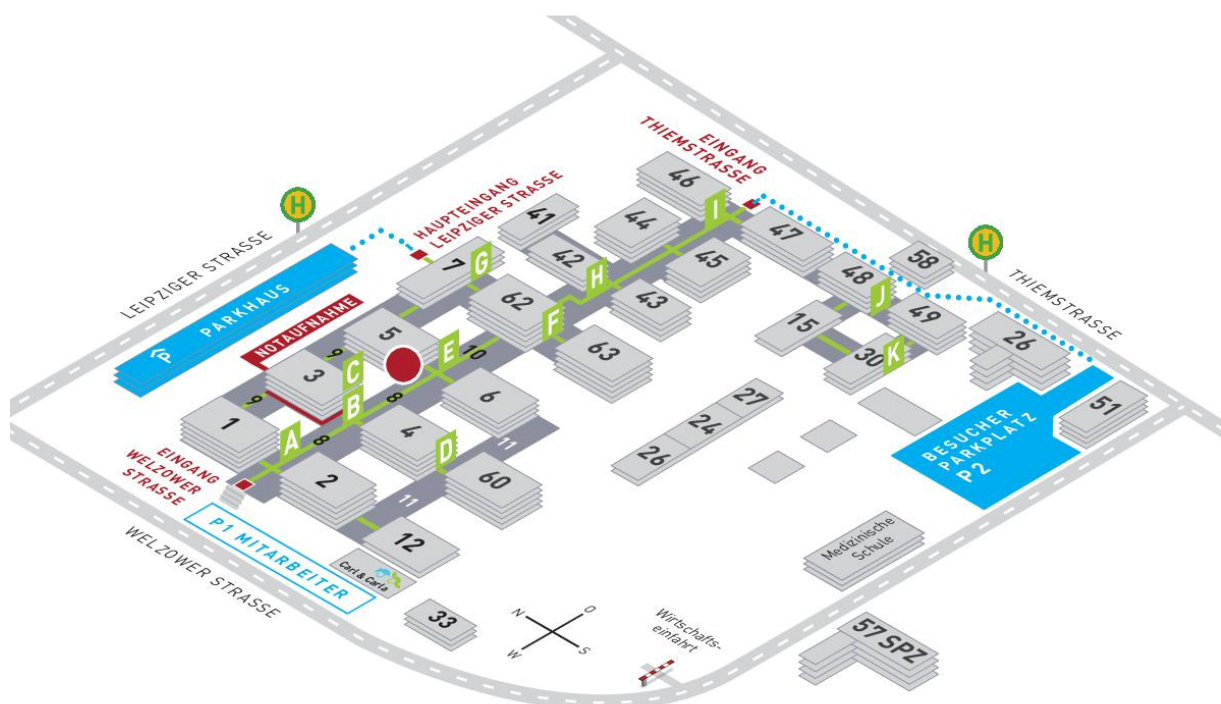 H
LEIPZIGER STRASSE
P PARKHAUS
NOTAUFNAHME
HAUPTEINGANG
LEIPZIGER STRASSE
EINGANG
THIEMSTRASSE
H
THIEMSTRASSE
46
I
47
41
44
42
H
45
43
7
G
62
F
63
58
48
J
49
15
30
K
26
51
BESUCHER
PARKPLATZ
P2
9
5
C
E
10
3
B
8
6
9
1
A
8
4
D
11
2
60
11
12
27
24
26
EINGANG
WELZOWER
STRASSE
P1 MITARBEITER
Carl & Carla
33
WELZOWER STRASSE
N
O
W
S
Wirtschafts-
einfahrt
Medizinische
Schule
57 SPZ